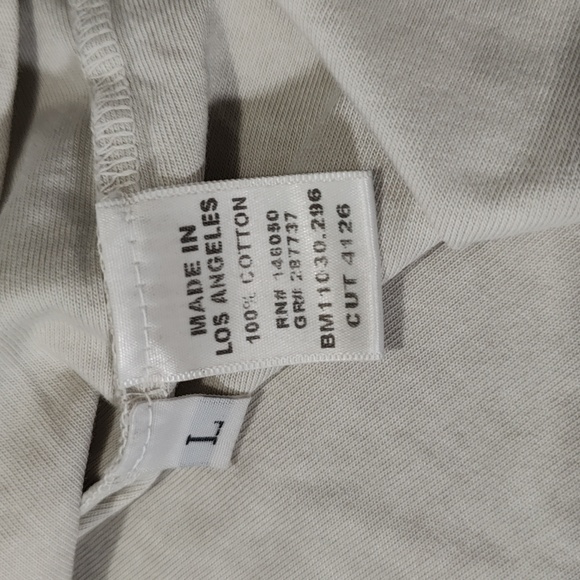 MADE IN
LOS ANGELES
100% COTTON
RN# 146050
GR# 287737
BM11030.296
CUT 4126
L